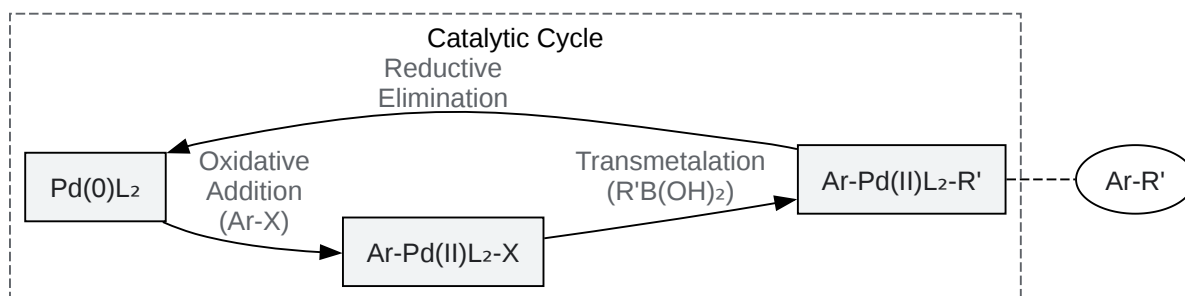 Catalytic Cycle
Reductive
Elimination
Oxidative
Addition
(Ar-X)
Transmetalation
(R'B(OH)₂)
Pd(0)L₂
Ar-Pd(II)L₂-R'
Ar-R'
Ar-Pd(II)L₂-X